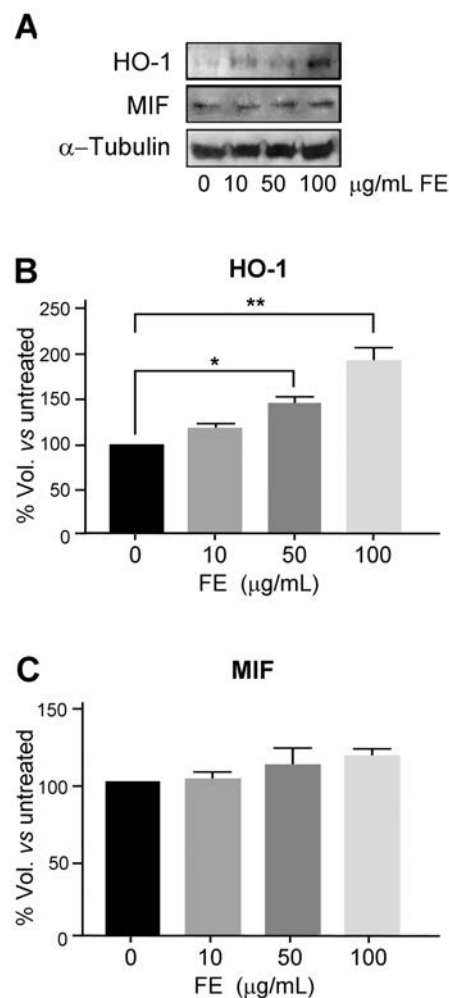 A
HO-1
MIF
α–Tubulin
0 10 50 100 μg/mL FE
B
HO-1
% Vol. vs untreated
250
200
150
100
50
0
**
*
0 10 50 100
FE (μg/mL)
C
MIF
% Vol. vs untreated
150
100
50
0
0 10 50 100
FE (μg/mL)